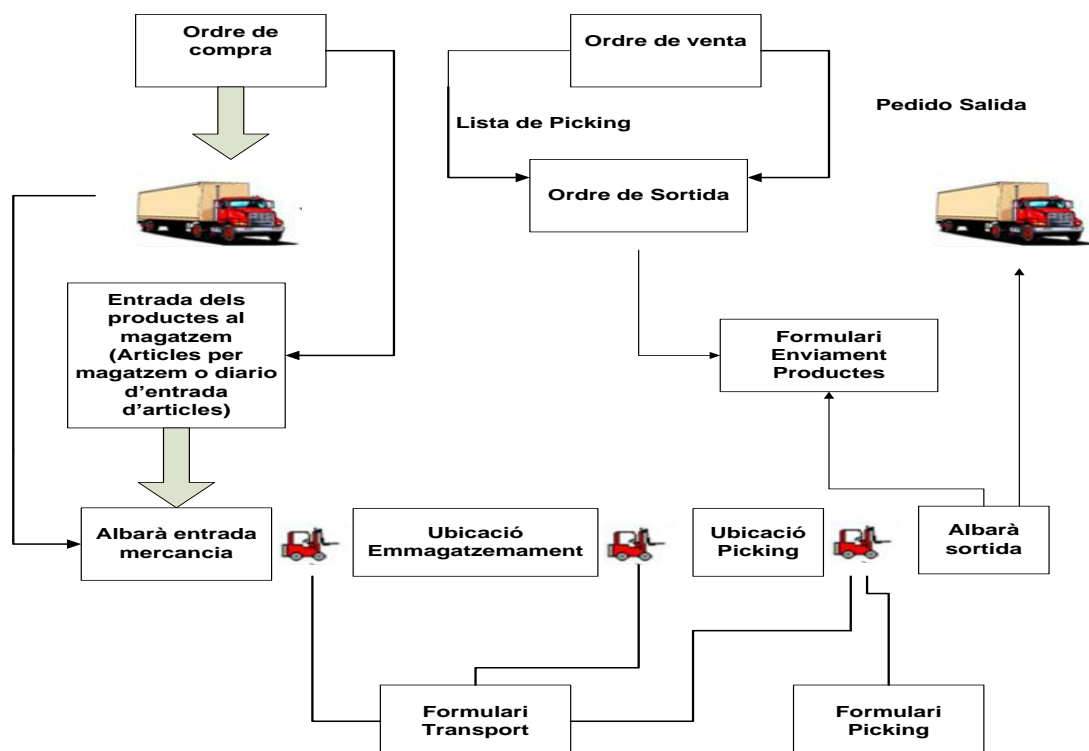 Ordre de
compra
Ordre de venta
Pedido Salida
Lista de Picking
Ordre de Sortida
Entrada dels
productes al
magatzem
(Articles per
magatzem o diario
d'entrada
d'articles)
Formulari
Enviament
Productes
Albarà entrada
mercancia
Ubicació
Emmagatzemament
Ubicació
Picking
Albarà
sortida
Formulari
Transport
Formulari
Picking